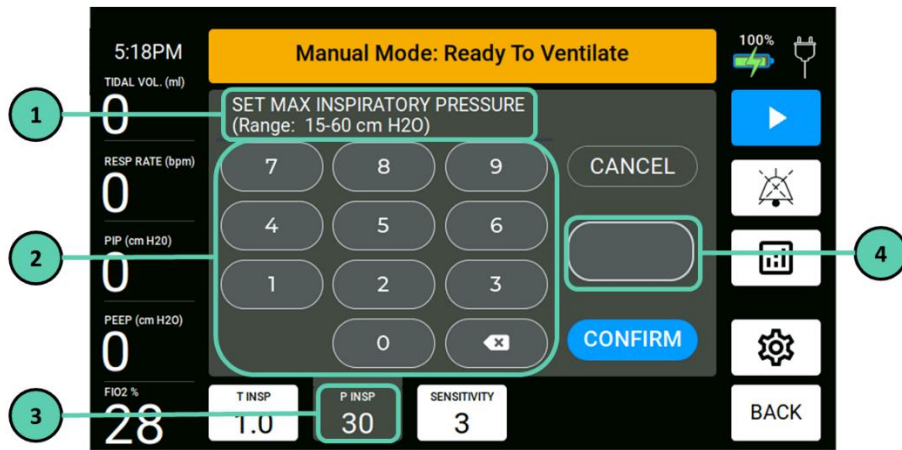 5:18PM
Manual Mode: Ready To Ventilate
100%
TIDAL VOL. (ml)
0
1
SET MAX INSPIRATORY PRESSURE
(Range: 15-60 cm H2O)
RESP RATE (bpm)
0
7 8 9 CANCEL
4 5 6
2
PIP (cm H20)
0
4
1 2 3
PEEP (cm H2O)
0
0 CONFIRM
3
FIO2 %
28
T INSP
1.0
P INSP
30
SENSITIVITY
3
BACK